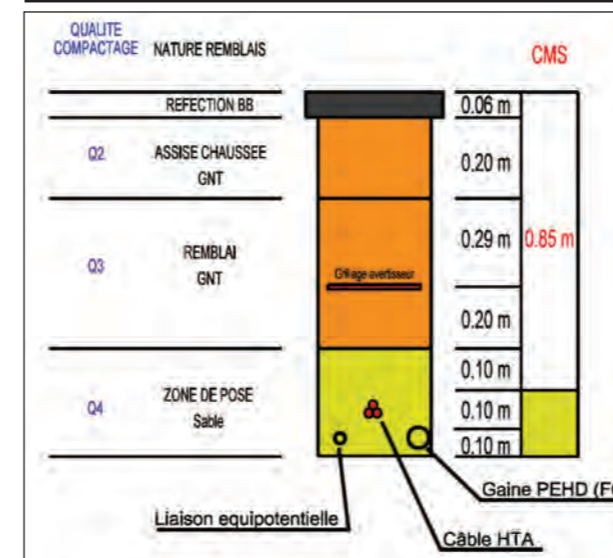 QUALITE
COMPACTAGE NATURE REMBLAIS
CMS
REFECTION BB 0.06 m
Q2 ASSISE CHAUSSEE
GNT
0.20 m
0.29 m 0.85 m
Q3 REMBLAI
GNT
Grillage avertisseur
0.20 m
0.10 m
Q4 ZONE DE POSE
Sable
0.10 m
0.10 m
Gaine PEHD
Liaison equipotentielle
Câble HTA